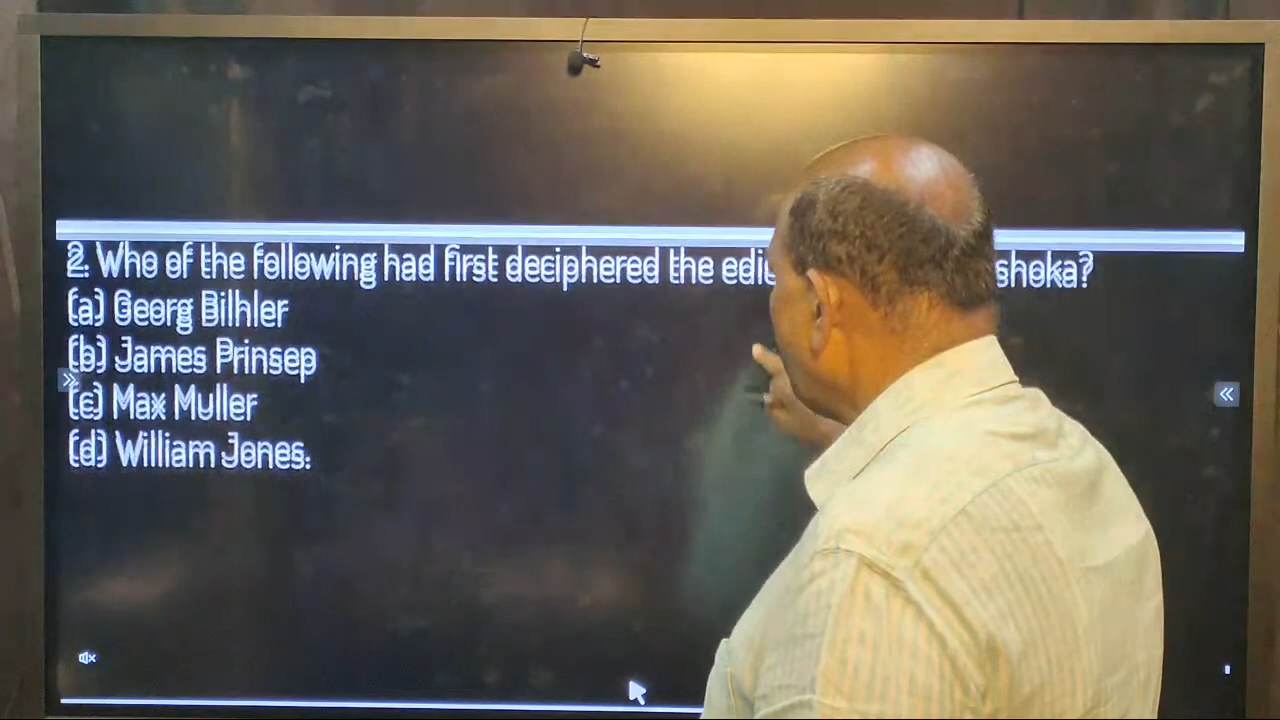 2. Who of the following had first deciphered the edic shoka?
(a) Georg Bilhler
(b) James Prinsep
(c) Max Muller
(d) William Jones.